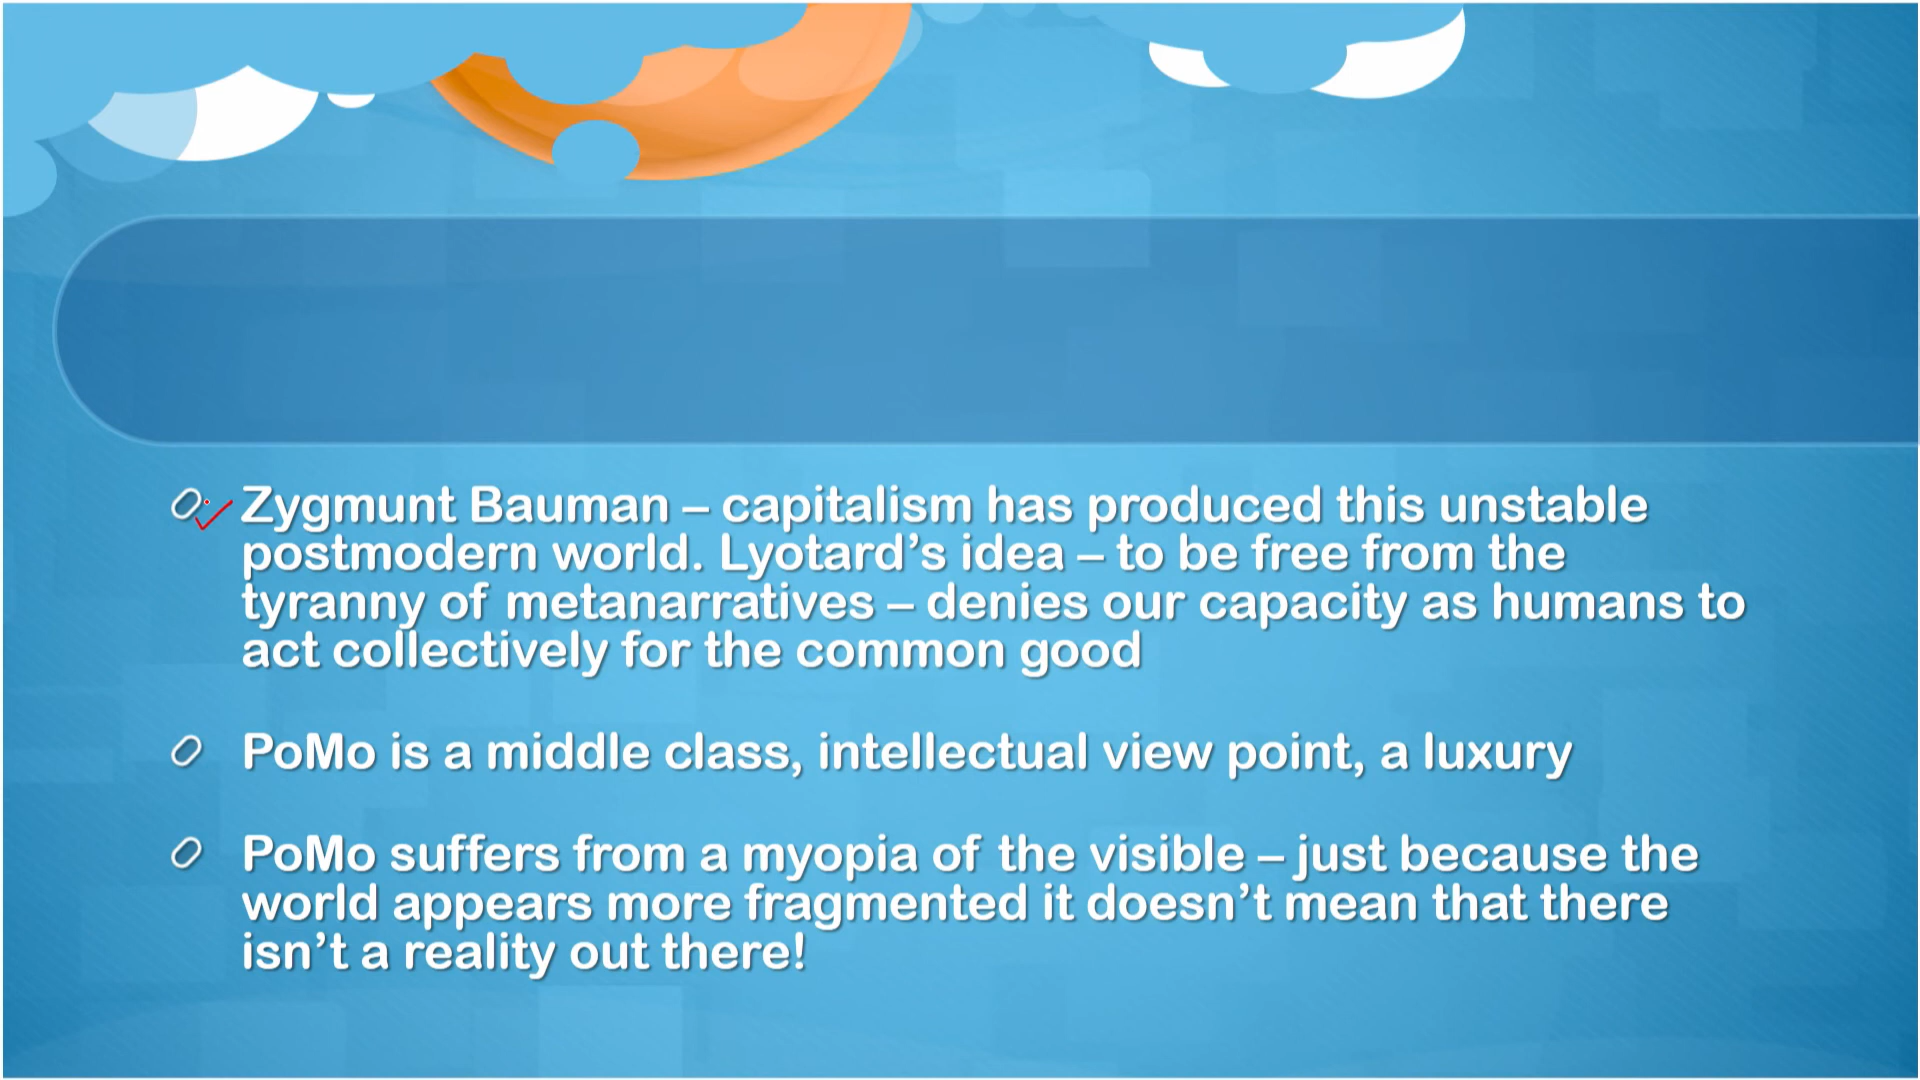 Zygmunt Bauman – capitalism has produced this unstable
postmodern world. Lyotard’s idea – to be free from the
tyranny of metanarratives – denies our capacity as humans to
act collectively for the common good
PoMo is a middle class, intellectual view point, a luxury
PoMo suffers from a myopia of the visible – just because the
world appears more fragmented it doesn’t mean that there
isn’t a reality out there!